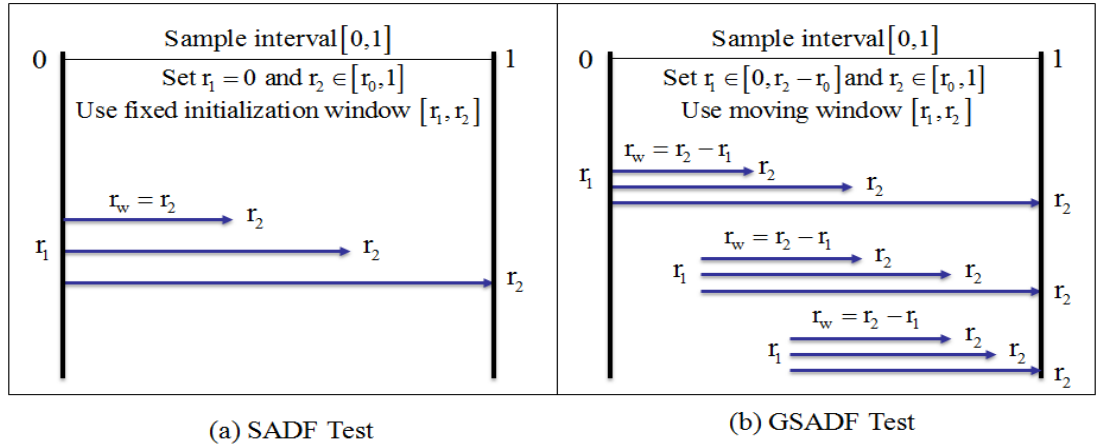 Sample interval[0,1]
0
1
Set r₁ = 0 and r₂ ∈ [r₀,1]
Use fixed initialization window [r₁, r₂]
r_w = r₂
r₂
r₁
r₂
r₂
(a) SADF Test
Sample interval[0,1]
0
1
Set r₁ ∈ [0, r₂ − r₀] and r₂ ∈ [r₀,1]
Use moving window [r₁, r₂]
r_w = r₂ − r₁
r₂
r₁
r₂
r₂
r_w = r₂ − r₁
r₂
r₁
r₂
r₂
r_w = r₂ − r₁
r₂
r₁
r₂
r₂
(b) GSADF Test